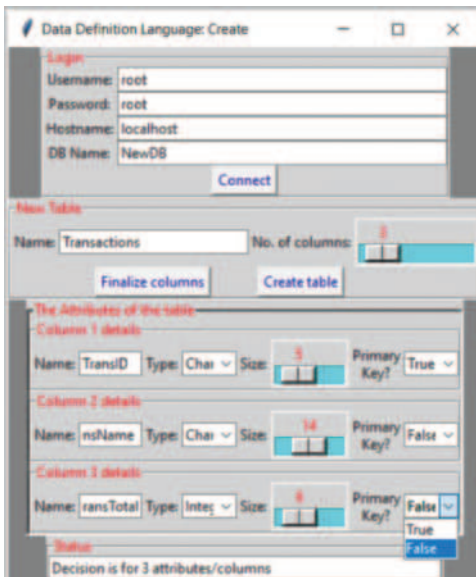 Data Definition Language: Create
Login
Username: root
Password: root
Hostname: localhost
DB Name: NewDB
Connect
New Table
Name: Transactions No. of columns: 3
Finalize columns Create table
The Attributes of the table
Column 1 details
Name: TransID Type: Char Size: 5 Primary Key? True
Column 2 details
Name: nsName Type: Char Size: 14 Primary Key? False
Column 3 details
Name: ransTotal Type: Integ Size: Primary Key? False
True
False
Status
Decision is for 3 attributes/columns